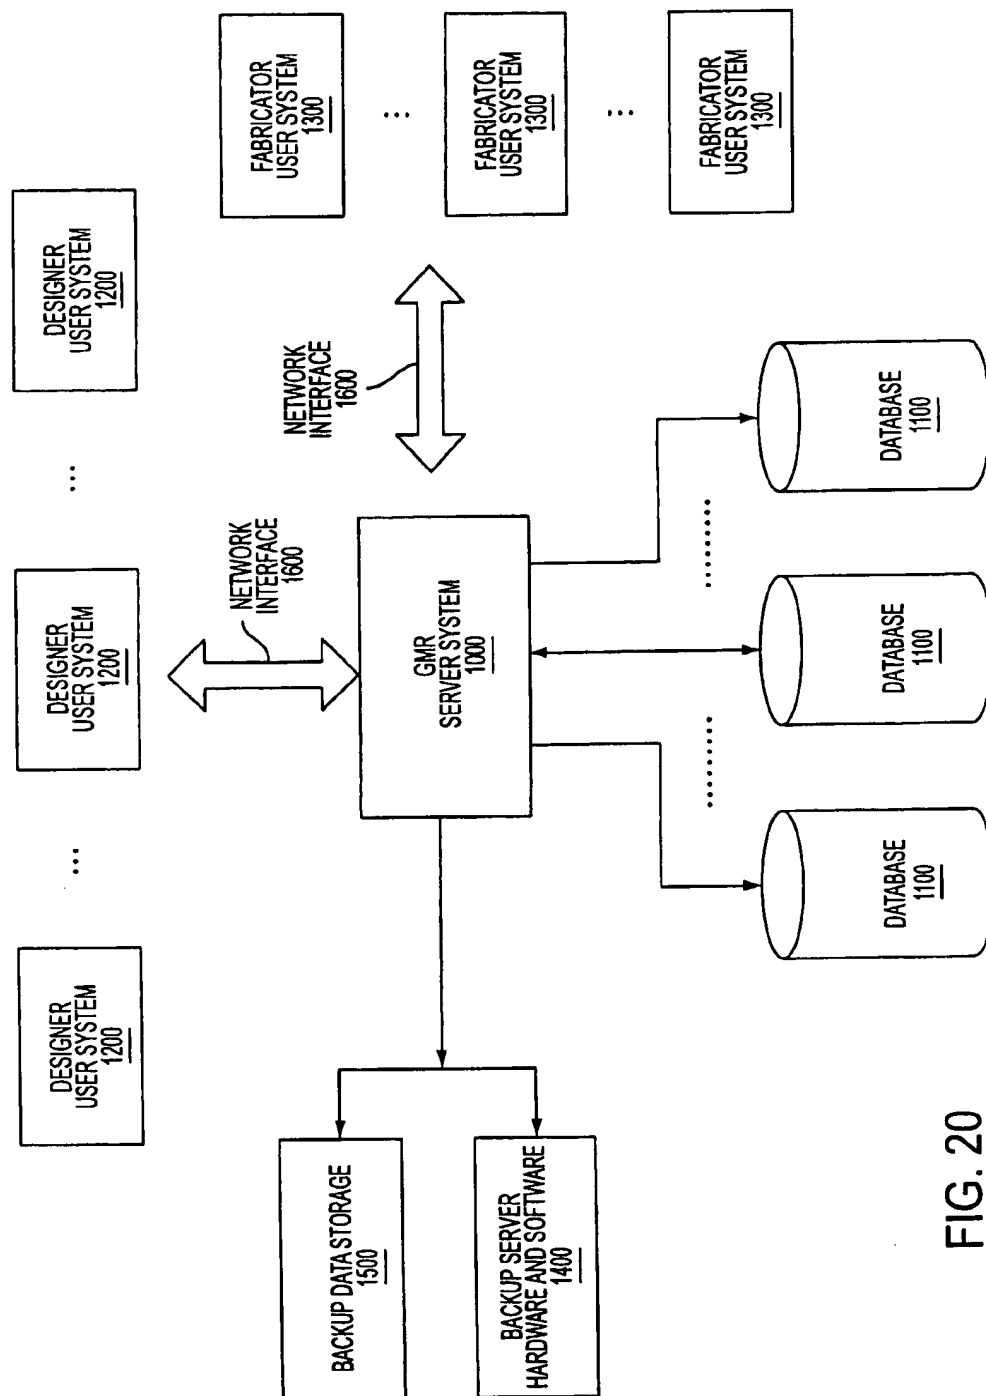 DESIGNER
USER SYSTEM
1200
...
DESIGNER
USER SYSTEM
1200
...
DESIGNER
USER SYSTEM
1200
NETWORK
INTERFACE
1600
BACKUP DATA STORAGE
1500
BACKUP SERVER
HARDWARE AND SOFTWARE
1400
GMR
SERVER SYSTEM
1000
NETWORK
INTERFACE
1600
FABRICATOR
USER SYSTEM
1300
...
FABRICATOR
USER SYSTEM
1300
...
FABRICATOR
USER SYSTEM
1300
DATABASE
1100
........
DATABASE
1100
........
DATABASE
1100
FIG. 20